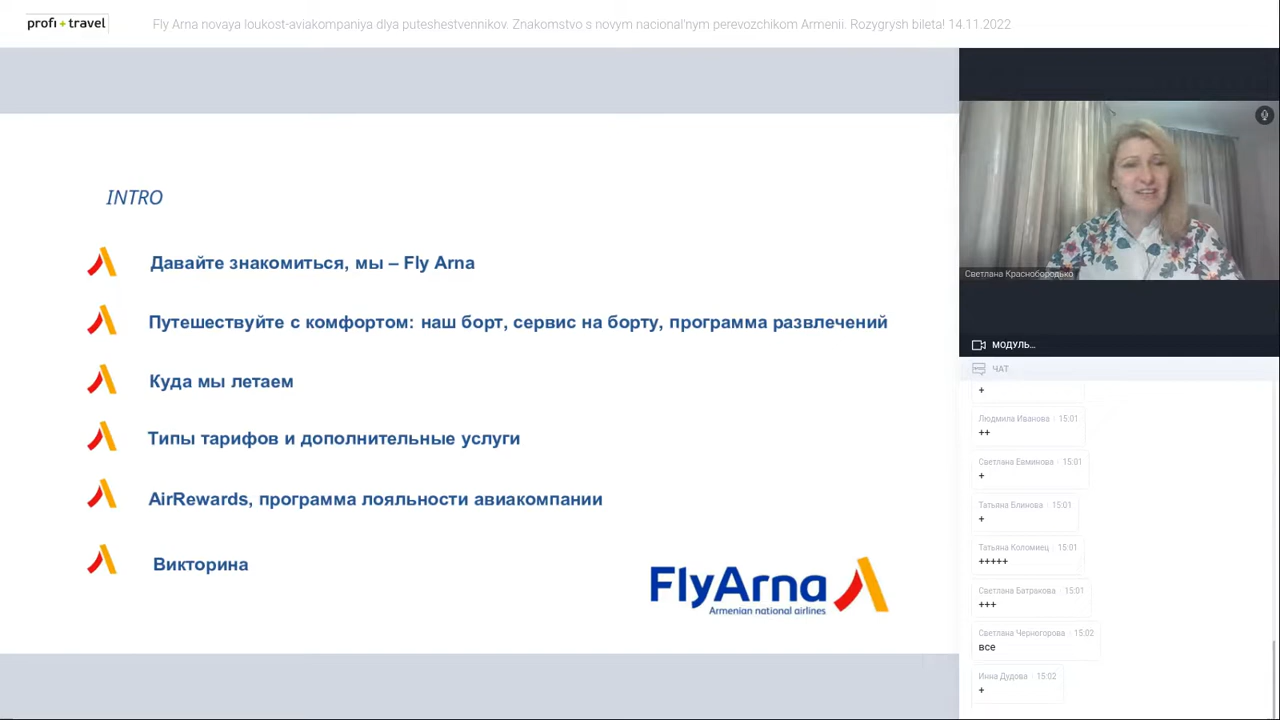 profi travel
Fly Arna novaya loukost-aviakompaniya dlya puteshestvennikov. Znakomstvo s novym nacional'nym perevozchikom Armenii. Rozygrysh bileta! 14.11.2022
INTRO
Давайте знакомиться, мы – Fly Arna
Путешествуйте с комфортом: наш борт, сервис на борту, программа развлечений
Куда мы летаем
Типы тарифов и дополнительные услуги
AirRewards, программа лояльности авиакомпании
Викторина
FlyArna
Armenian national airlines
Светлана Краснобородько
МОДУЛЬ…
ЧАТ
+
Людмила Иванова 15:01
++
Светлана Евминова 15:01
+
Татьяна Блинова 15:01
+
Татьяна Коломиец 15:01
+++++
Светлана Батракова 15:01
+++
Светлана Черногорова 15:02
все
Инна Дудова 15:02
+